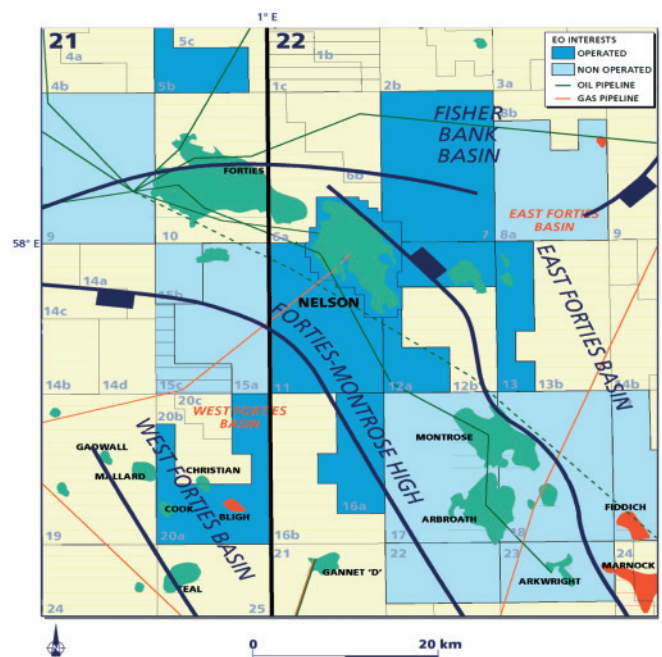 1° E
21
22
EO INTERESTS
OPERATED
NON OPERATED
OIL PIPELINE
GAS PIPELINE
5c
4a
1b
4b
5b
1c
2b
3a
8b
FISHER
BANK
BASIN
FORTIES
6b
EAST FORTIES
BASIN
58° E
9
10
6a
7
8a
9
14a
15b
NELSON
14c
EAST FORTIES BASIN
FORTIES-MONTROSE HIGH
14b
14d
15c
15a
11
12a
12b
13
13b
14b
20c
20b
WEST FORTIES
BASIN
WEST FORTIES BASIN
MONTROSE
GADWALL
MALLARD
CHRISTIAN
COOK
BLIGH
16a
ARBROATH
18
FIDDICH
19
20a
16b
17
21
22
23
24
GANNET 'D'
ARKWRIGHT
MARNOCK
TEAL
24
25
0
20 km